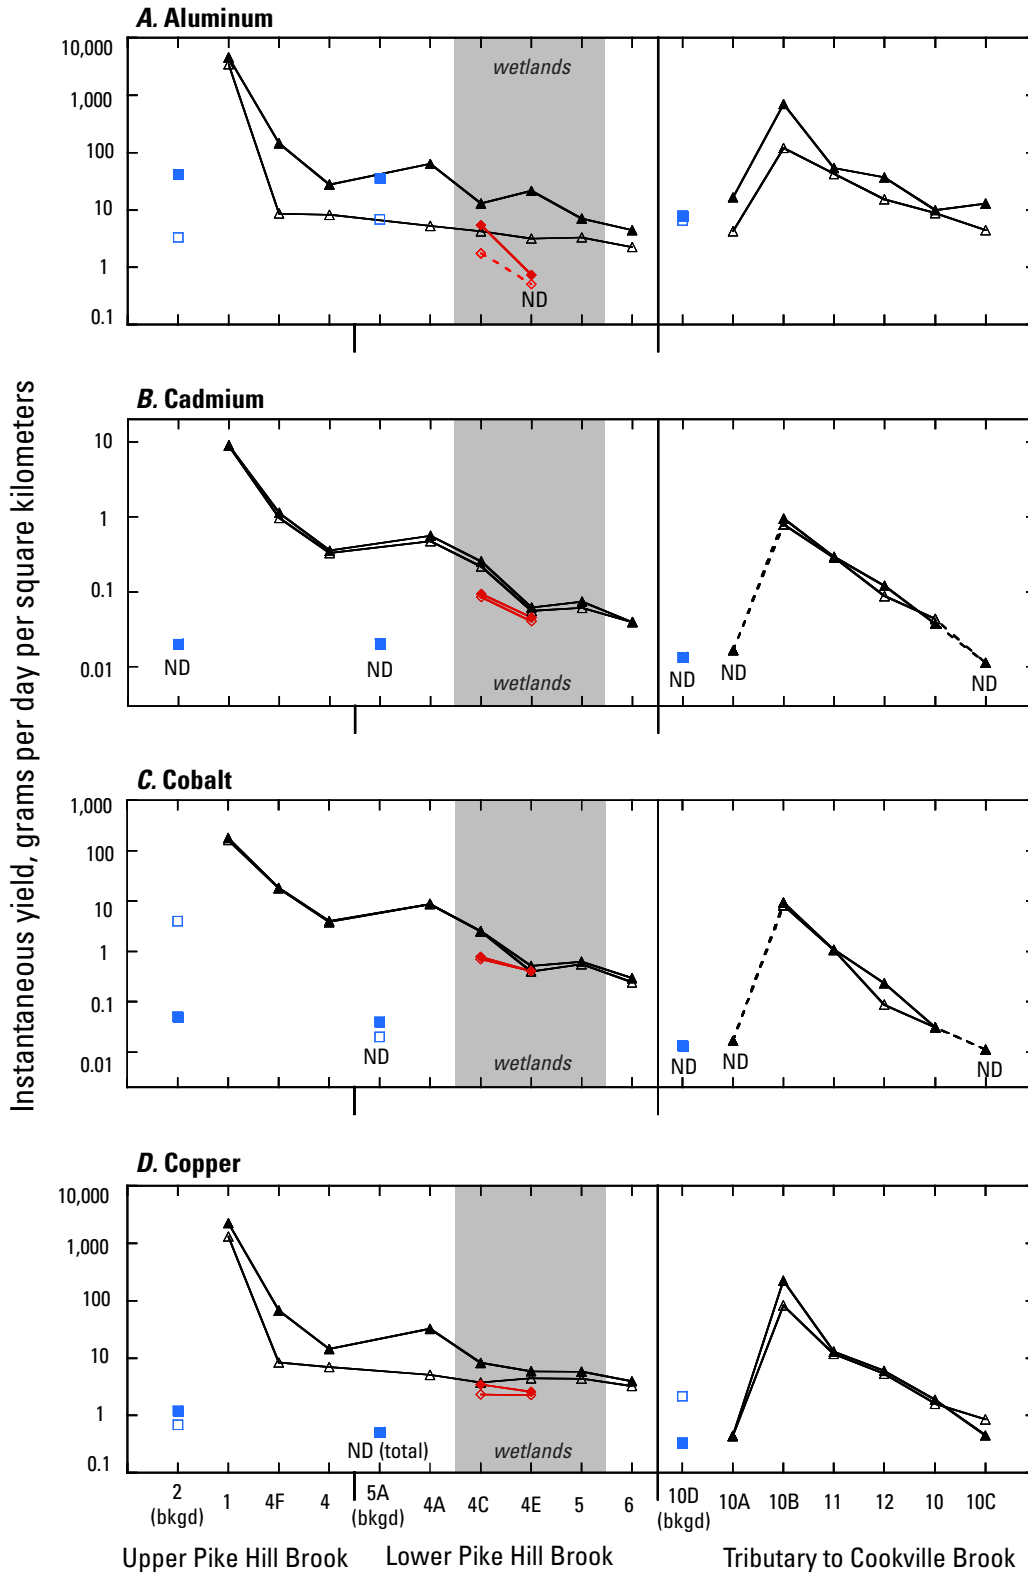 Instantaneous yield, grams per day per square kilometers
A. Aluminum
10,000
1,000
100
10
1
0.1
wetlands
ND
B. Cadmium
10
1
0.1
0.01
ND
ND
wetlands
ND
ND
ND
C. Cobalt
1,000
100
10
1
0.1
0.01
ND
wetlands
ND
ND
ND
D. Copper
10,000
1,000
100
10
1
0.1
ND (total)
wetlands
2 (bkgd)
1
4F
4
5A (bkgd)
4A
4C
4E
5
6
10D (bkgd)
10A
10B
11
12
10
10C
Upper Pike Hill Brook
Lower Pike Hill Brook
Tributary to Cookville Brook